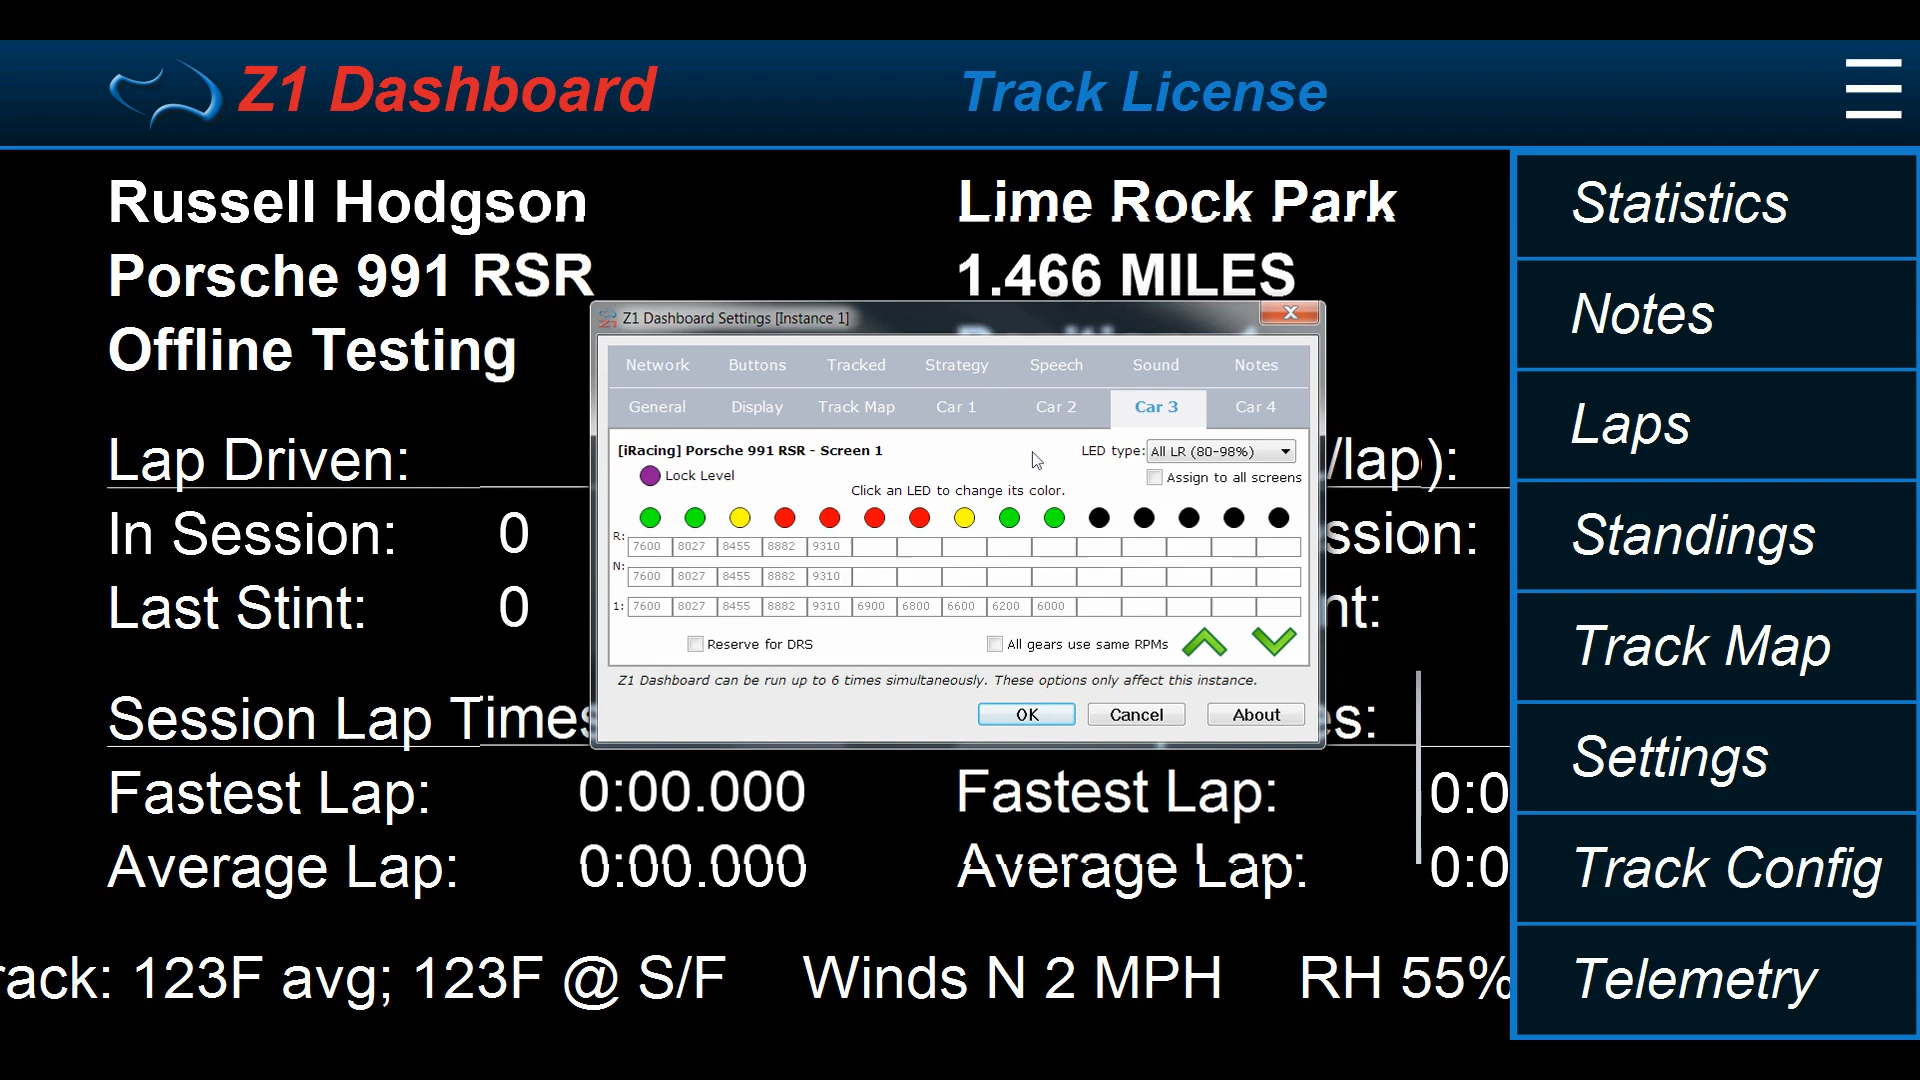 Z1 Dashboard
Track License
Russell Hodgson
Lime Rock Park
Statistics
Porsche 991 RSR
1.466 MILES
Notes
Offline Testing
Z1 Dashboard Settings [Instance 1]
Network Buttons Tracked Strategy Speech Sound Notes
General Display Track Map Car 1 Car 2 Car 3 Car 4
[iRacing] Porsche 991 RSR - Screen 1
LED type: All LR (80-98%)
Lock Level
Assign to all screens
Click an LED to change its color.
R: 7600 8027 8455 8882 9310
N: 7600 8027 8455 8882 9310
1: 7600 8027 8455 8882 9310 6900 6800 6600 6200 6000
Reserve for DRS
All gears use same RPMs
Z1 Dashboard can be run up to 6 times simultaneously. These options only affect this instance.
OK Cancel About
Lap Driven:
/lap):
Laps
In Session: 0
ssion:
Standings
Last Stint: 0
nt:
Track Map
Session Lap Times
es:
Settings
Fastest Lap: 0:00.000
Fastest Lap: 0:0
Average Lap: 0:00.000
Average Lap: 0:0
Track Config
rack: 123F avg; 123F @ S/F Winds N 2 MPH RH 55%
Telemetry